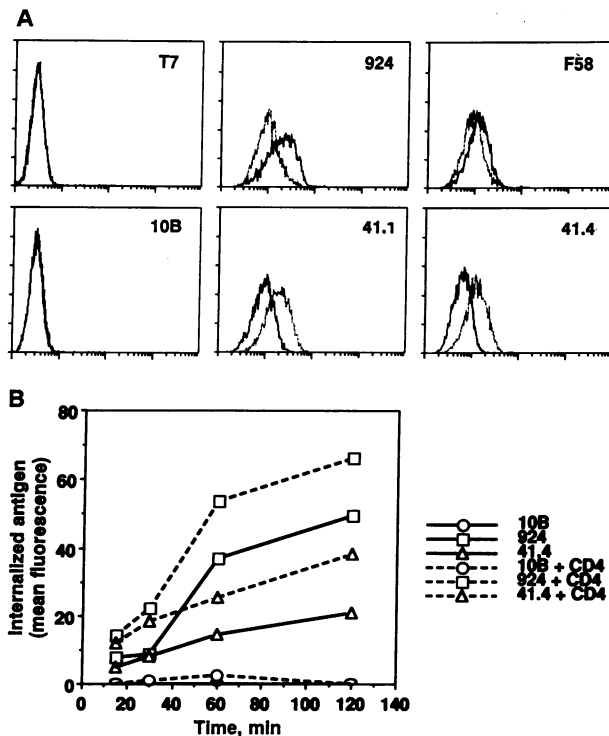 A
T7
924
F58
10B
41.1
41.4
B
Internalized antigen
(mean fluorescence)
80
60
40
20
0
0 20 40 60 80 100 120 140
Time, min
10B
924
41.4
10B + CD4
924 + CD4
41.4 + CD4